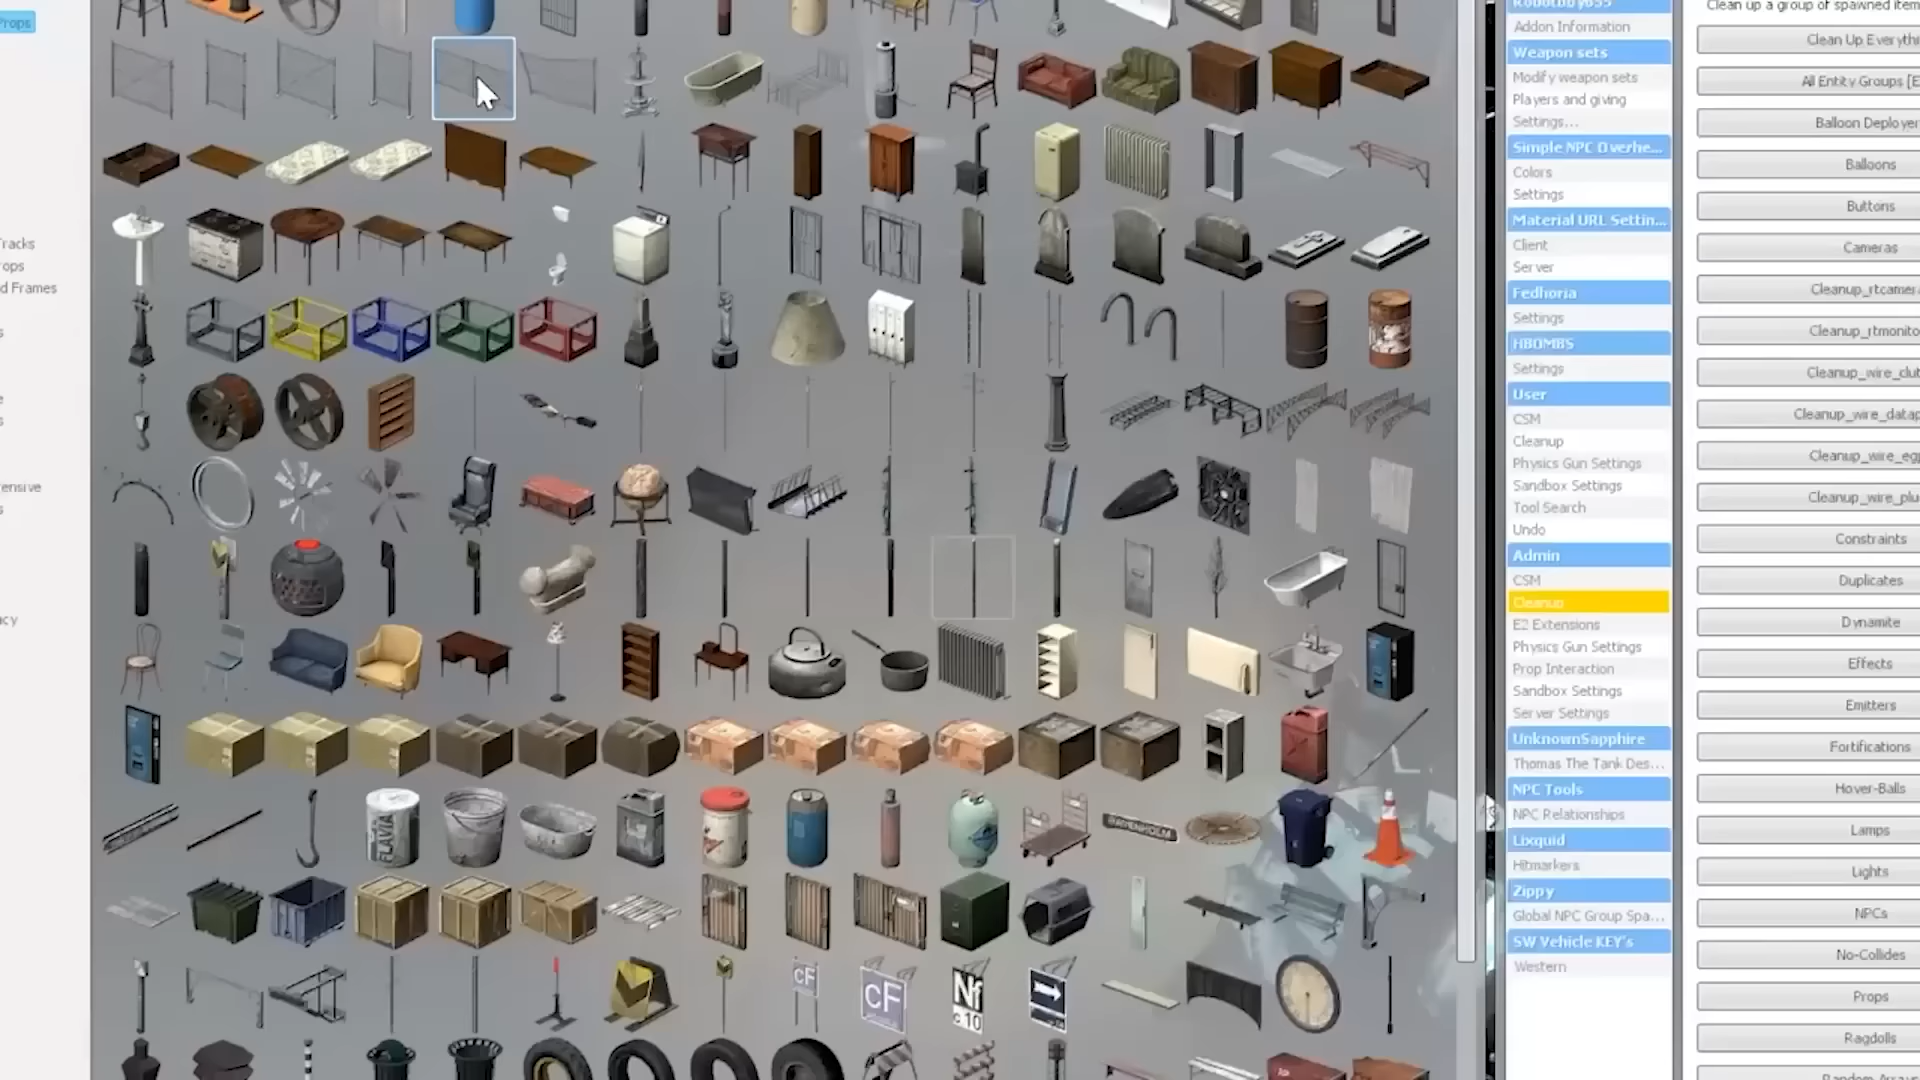 Props
Tracks
d Frames
Robotboy655
Addon Information
Weapon sets
Modify weapon sets
Players and giving
Settings...
Simple NPC Overhe...
Colors
Settings
Material URL Settin...
Client
Server
Fedhoria
Settings
HBOMBS
Settings
User
CSM
Cleanup
Physics Gun Settings
Sandbox Settings
Tool Search
Undo
Admin
CSM
Cleanup
E2 Extensions
Physics Gun Settings
Prop Interaction
Sandbox Settings
Server Settings
UnknownSapphire
Thomas The Tank Des...
NPC Tools
NPC Relationships
Lixquid
Hitmarkers
Zippy
Global NPC Group Spa...
SW Vehicle KEY's
Western
Clean up a group of spawned item
Clean Up Everythi
All Entity Groups [E
Balloon Deployer
Balloons
Buttons
Cameras
Cleanup_rtcamer
Cleanup_rtmonito
Cleanup_wire_clut
Cleanup_wire_datap
Cleanup_wire_egp
Cleanup_wire_plu
Constraints
Duplicates
Dynamite
Effects
Emitters
Fortifications
Hover-Balls
Lamps
Lights
NPCs
No-Collides
Props
Ragdolls
FLAVIA
RAVENHOLM
cF
cF
Nf
c 10